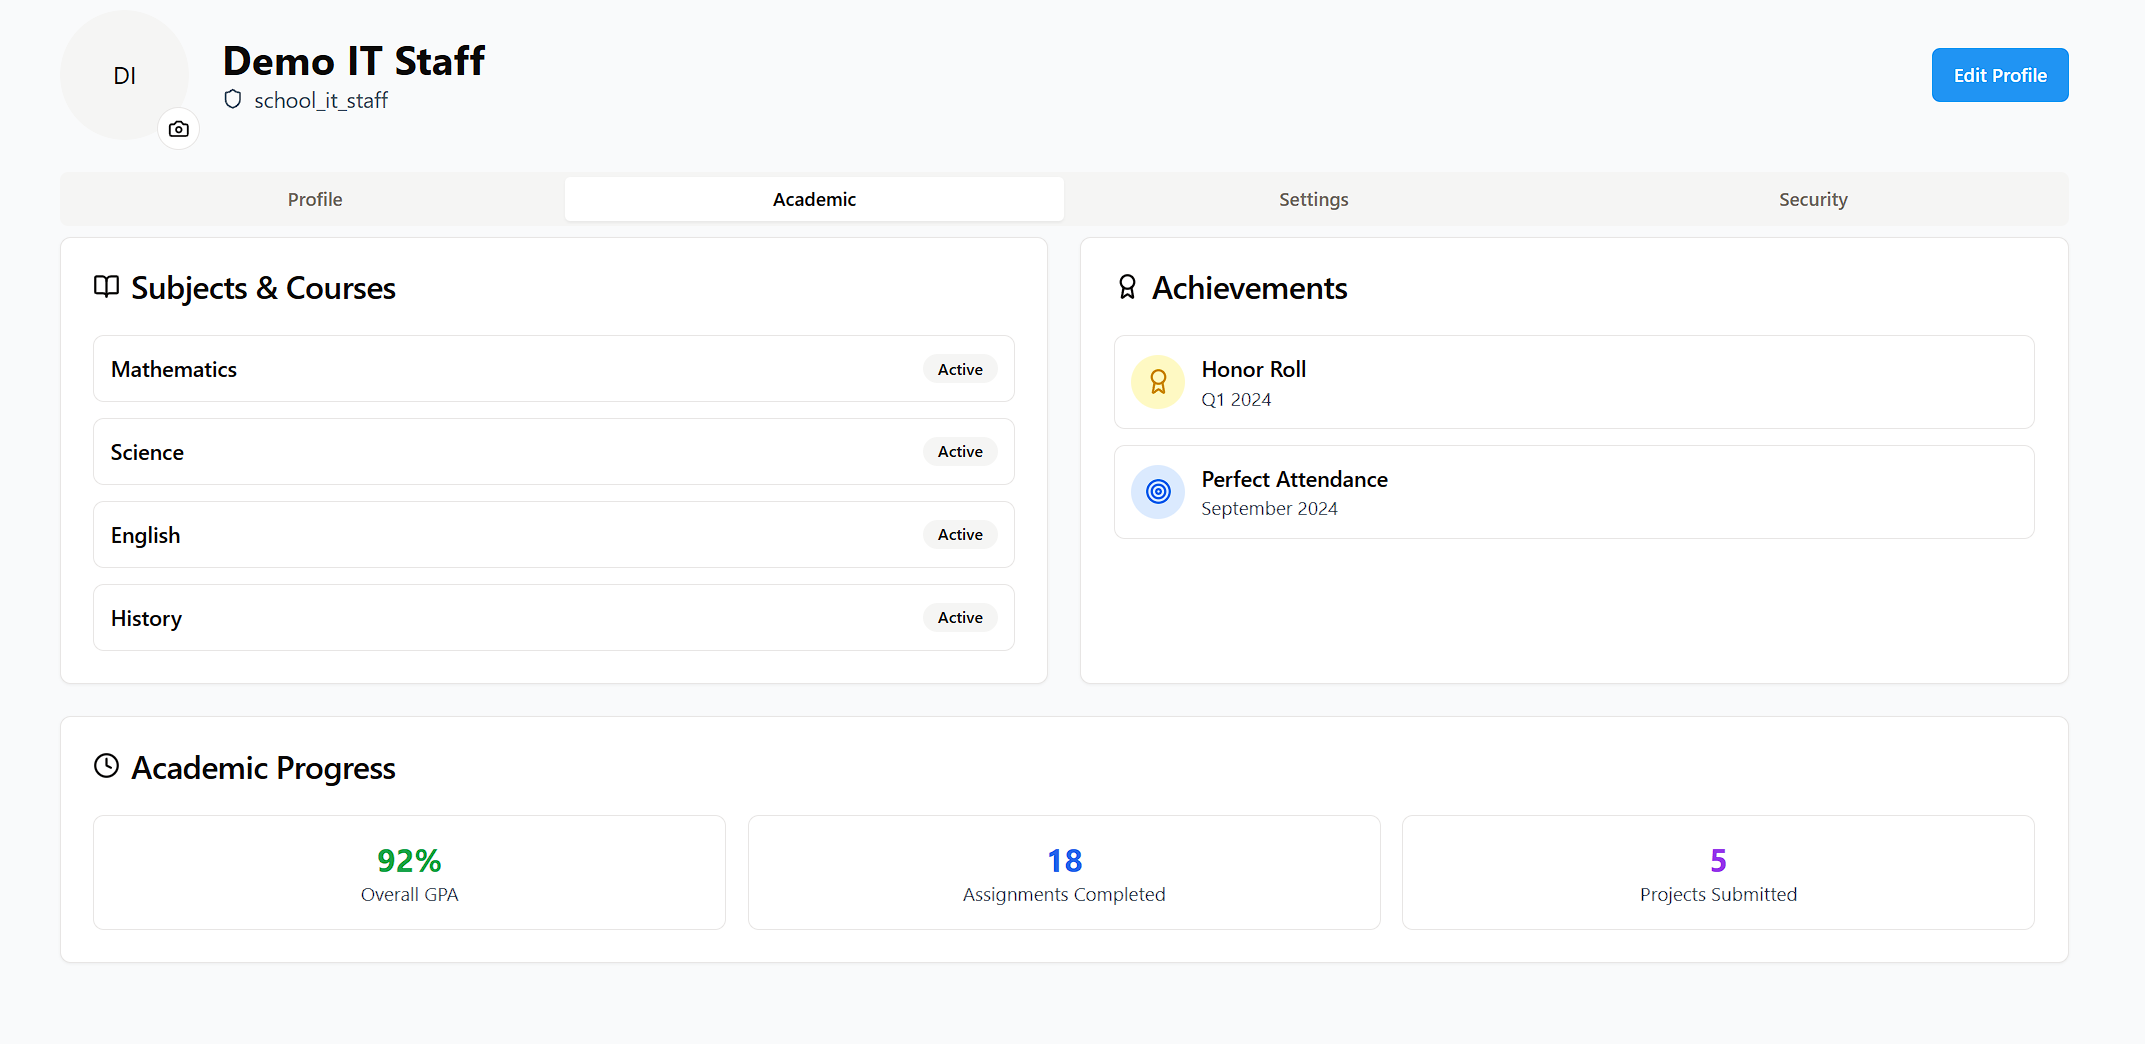 DI
Demo IT Staff
school_it_staff
Edit Profile
Profile
Academic
Settings
Security
Subjects & Courses
Mathematics
Active
Science
Active
English
Active
History
Active
Achievements
Honor Roll
Q1 2024
Perfect Attendance
September 2024
Academic Progress
92%
Overall GPA
18
Assignments Completed
5
Projects Submitted